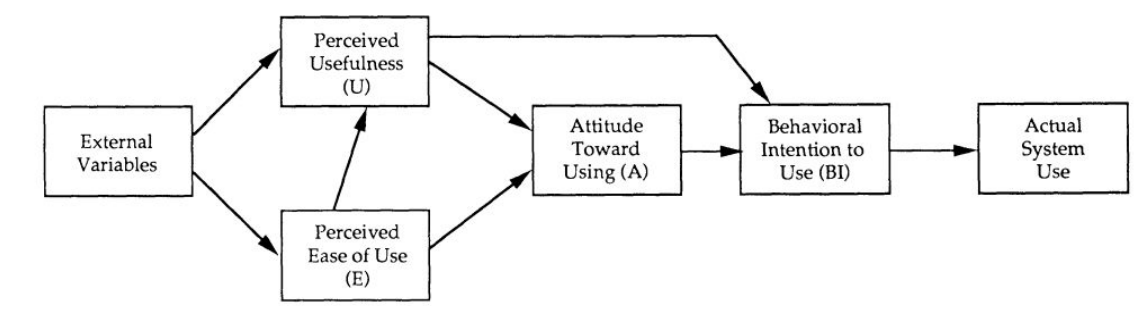 Perceived
Usefulness
(U)
External
Variables
Perceived
Ease of Use
(E)
Attitude
Toward
Using (A)
Behavioral
Intention to
Use (BI)
Actual
System
Use